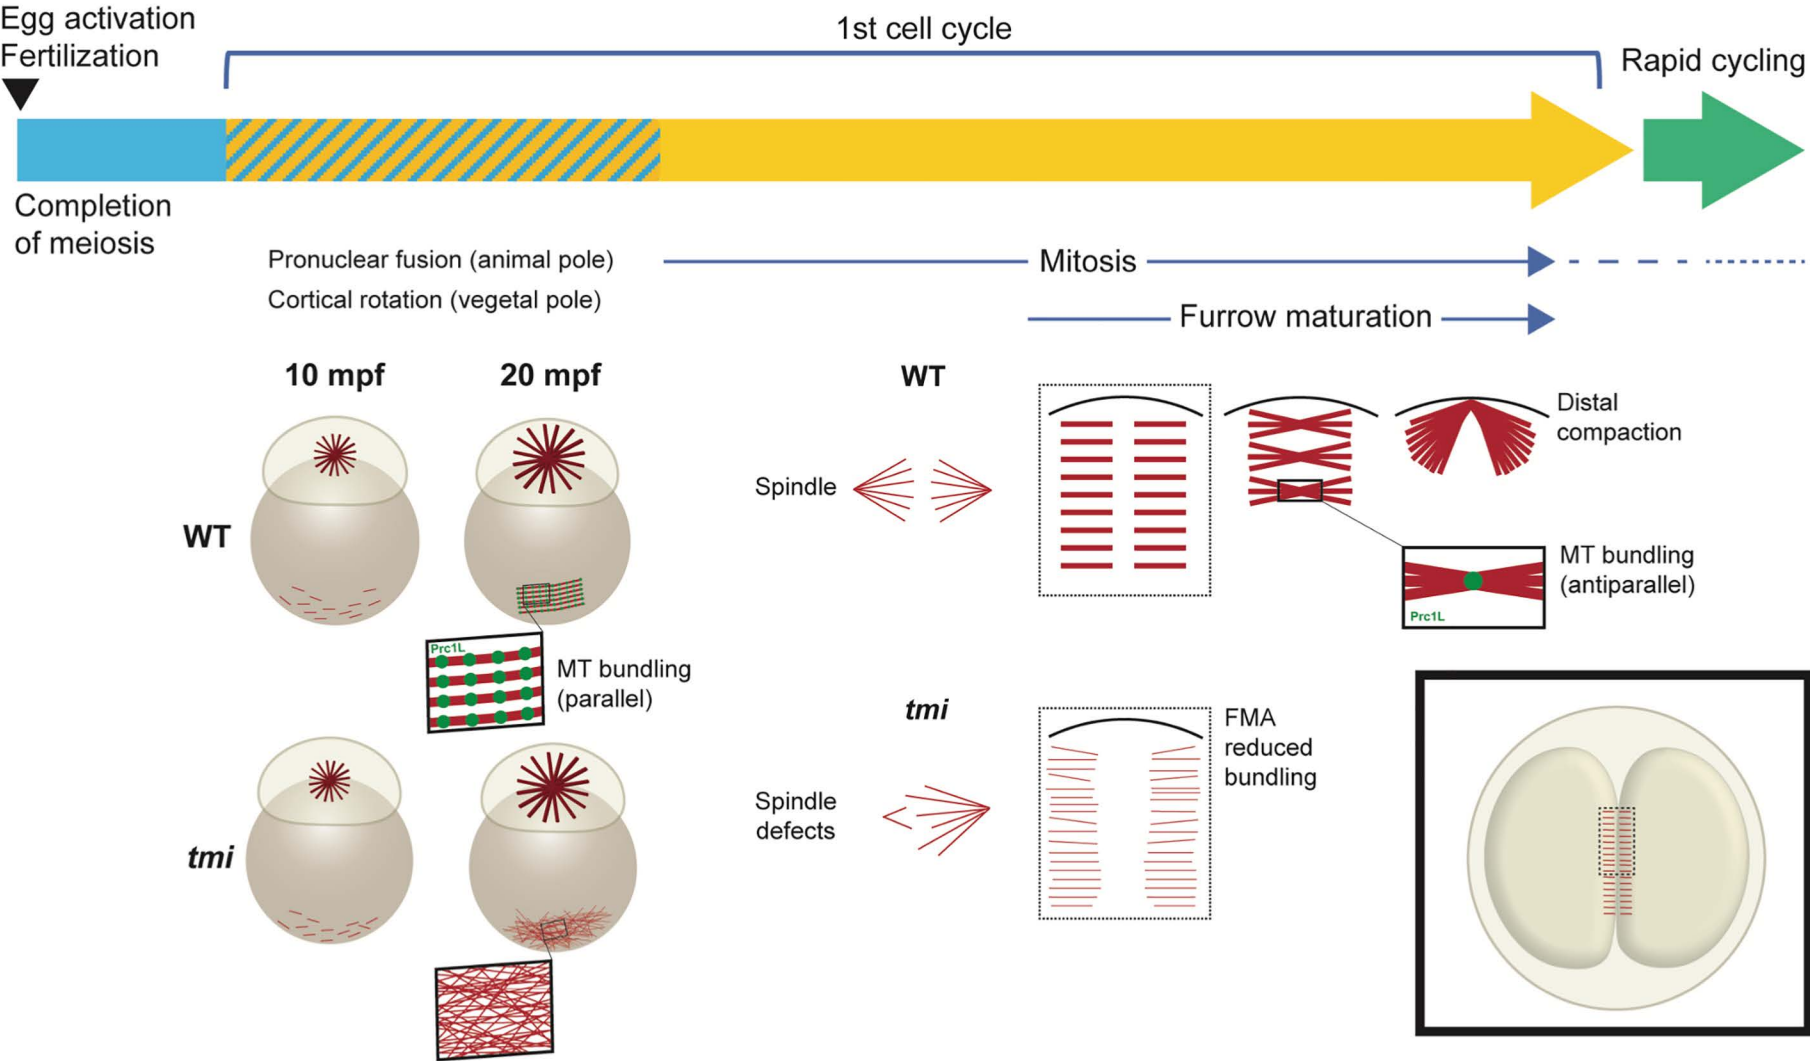 Egg activation
Fertilization
1st cell cycle
Rapid cycling
Completion
of meiosis
Pronuclear fusion (animal pole)
Cortical rotation (vegetal pole)
Mitosis
Furrow maturation
10 mpf
20 mpf
WT
WT
Spindle
Distal
compaction
Prc1L
MT bundling
(parallel)
MT bundling
(antiparallel)
Prc1L
tmi
tmi
Spindle
defects
FMA
reduced
bundling